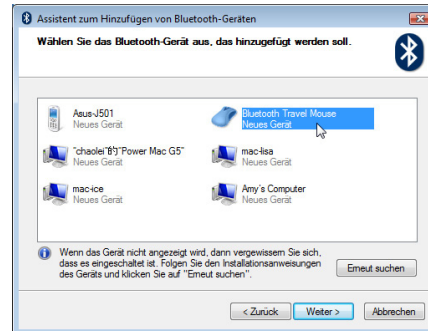 Assistent zum Hinzufügen von Bluetooth-Geräten
Wählen Sie das Bluetooth-Gerät aus, das hinzugefügt werden soll.
Asus-J501
Neues Gerät
Bluetooth Travel Mouse
Neues Gerät
Power Mac G5"
Neues Gerät
mac-lisa
Neues Gerät
mac-ice
Neues Gerät
Amy's Computer
Neues Gerät
Wenn das Gerät nicht angezeigt wird, dann vergewissern Sie sich,
dass es eingeschaltet ist. Folgen Sie den Installationsanweisungen
des Geräts und klicken Sie auf "Erneut suchen".
Erneut suchen
< Zurück
Weiter >
Abbrechen